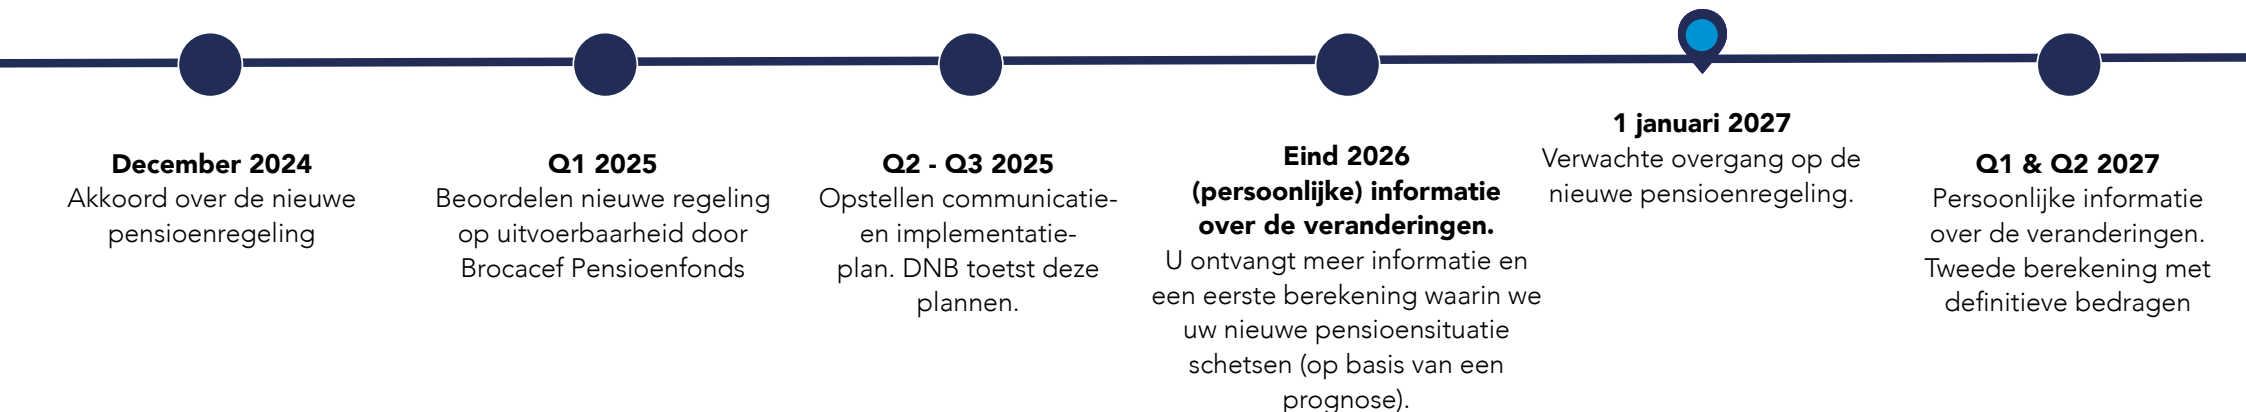 December 2024
Akkoord over de nieuwe
pensioenregeling
Q1 2025
Beoordelen nieuwe regeling
op uitvoerbaarheid door
Brocacef Pensioenfonds
Q2 - Q3 2025
Opstellen communicatie-
en implementatie-
plan. DNB toetst deze
plannen.
Eind 2026
(persoonlijke) informatie
over de veranderingen.
U ontvangt meer informatie en
een eerste berekening waarin we
uw nieuwe pensioensituatie
schetsen (op basis van een
prognose).
1 januari 2027
Verwachte overgang op de
nieuwe pensioenregeling.
Q1 & Q2 2027
Persoonlijke informatie
over de veranderingen.
Tweede berekening met
definitieve bedragen